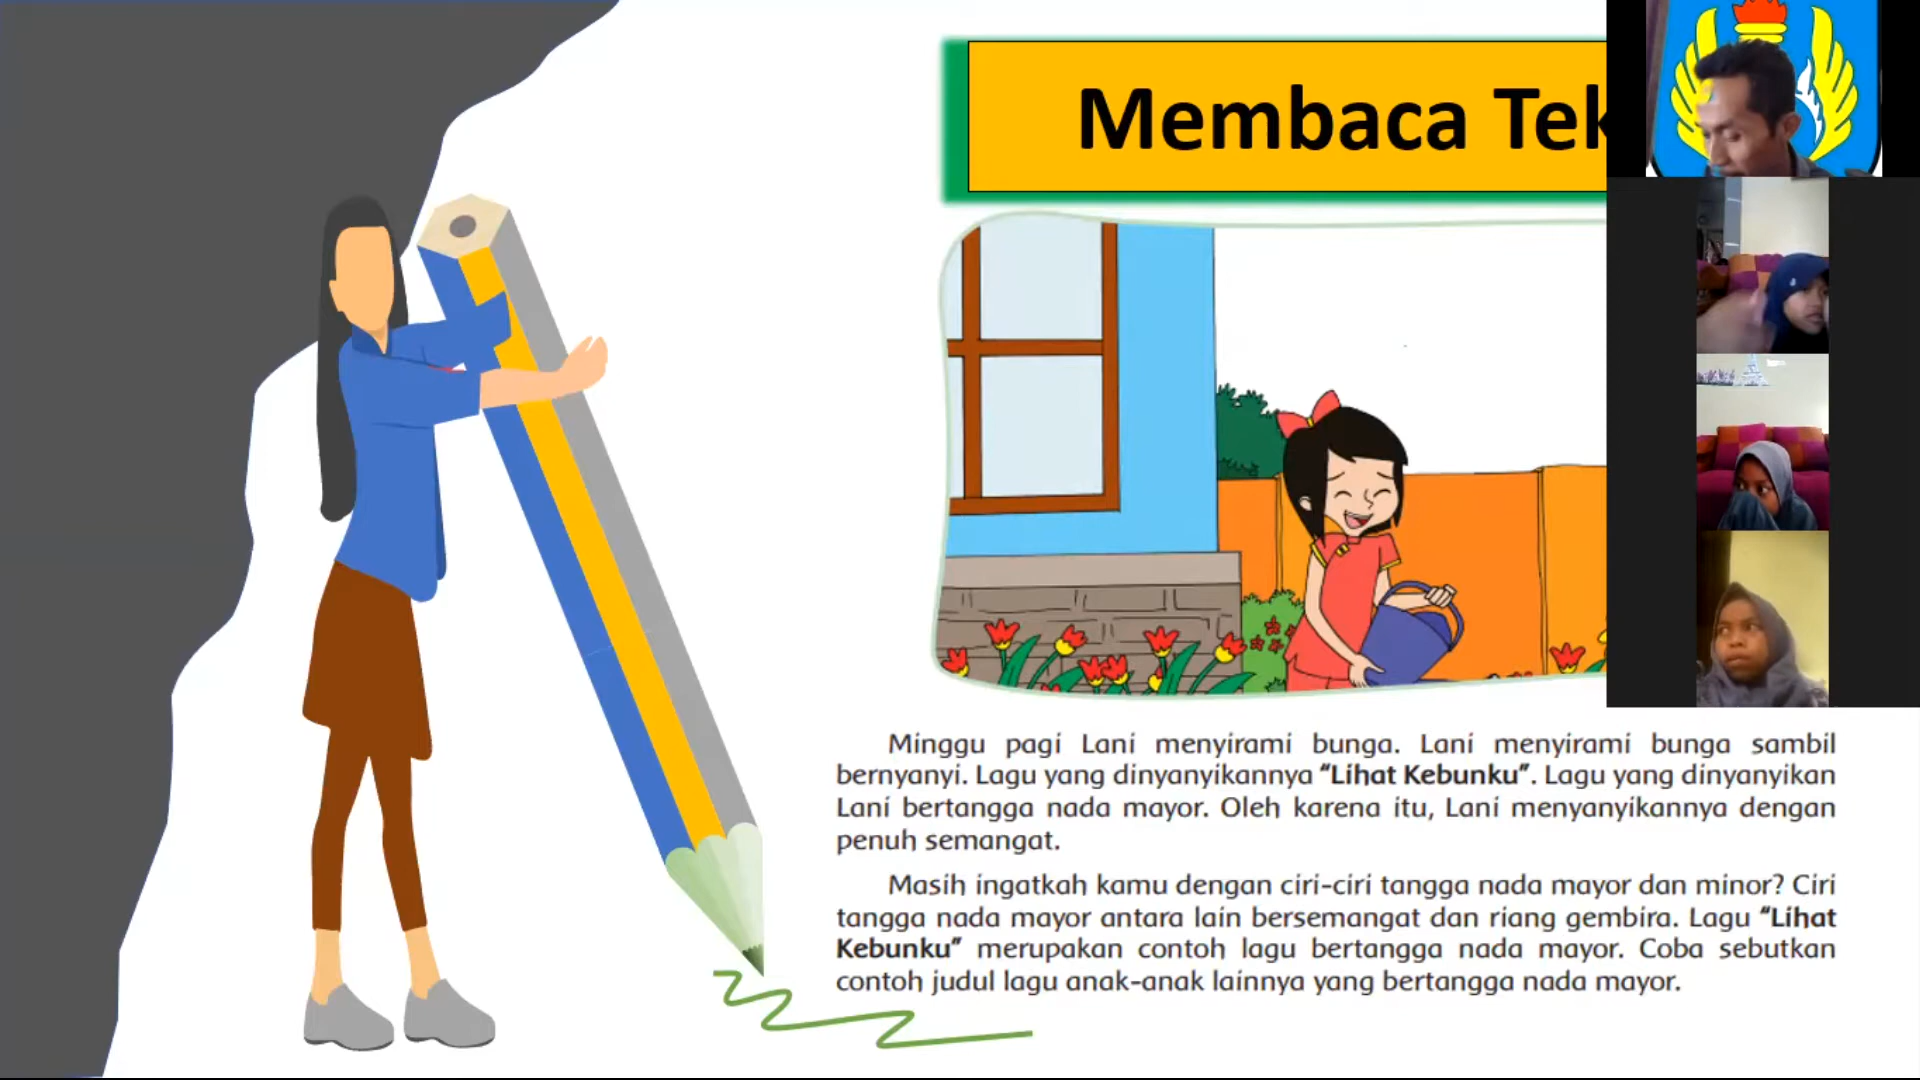 Membaca Tek
Minggu pagi Lani menyirami bunga. Lani menyirami bunga sambil
bernyanyi. Lagu yang dinyanyikannya “Lihat Kebunku”. Lagu yang dinyanyikan
Lani bertangga nada mayor. Oleh karena itu, Lani menyanyikannya dengan
penuh semangat.
Masih ingatkah kamu dengan ciri-ciri tangga nada mayor dan minor? Ciri
tangga nada mayor antara lain bersemangat dan riang gembira. Lagu “Lihat
Kebunku” merupakan contoh lagu bertangga nada mayor. Coba sebutkan
contoh judul lagu anak-anak lainnya yang bertangga nada mayor.